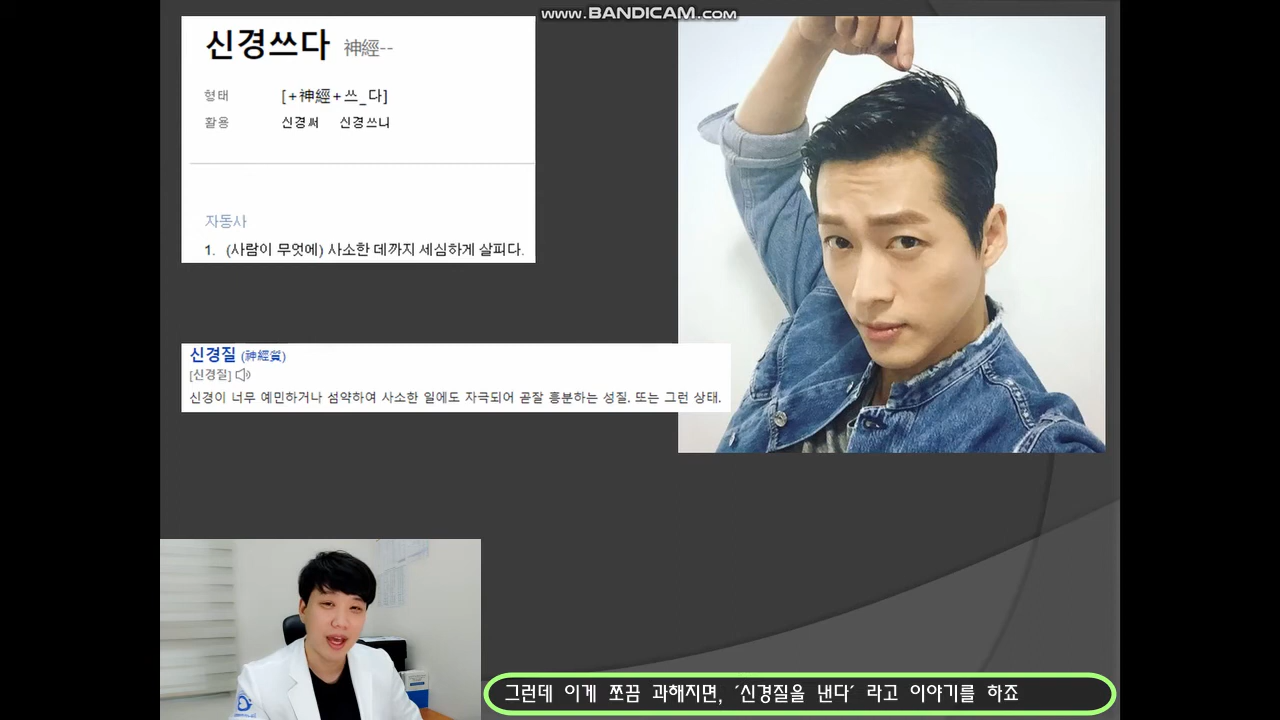 www.BANDICAM.com
신경쓰다 神經--
형태 [+神經+쓰_다]
활용 신경써 신경쓰니
자동사
1. (사람이 무엇에) 사소한 데까지 세심하게 살피다.
신경질 (神經質)
[신경질]
신경이 너무 예민하거나 섬약하여 사소한 일에도 자극되어 곧잘 흥분하는 성질. 또는 그런 상태.
그런데 이게 쪼끔 과해지면, ´신경질을 낸다´ 라고 이야기를 하죠